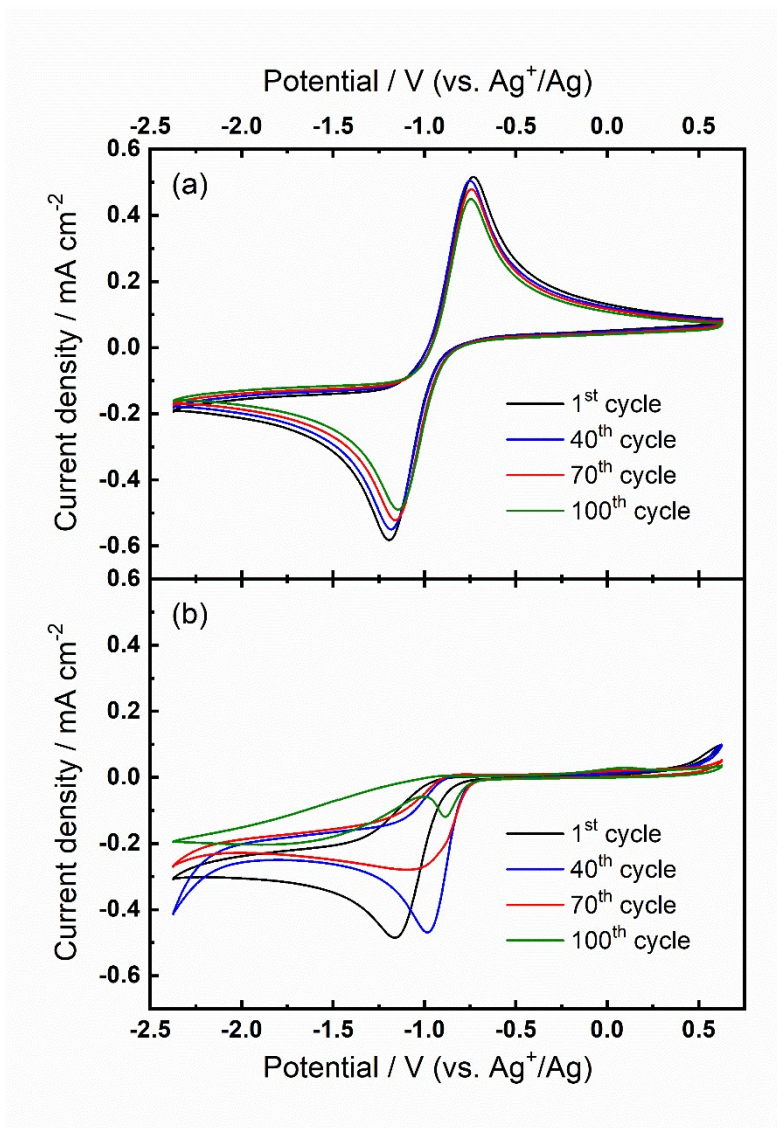 Potential / V (vs. Ag⁺/Ag)
-2.5 -2.0 -1.5 -1.0 -0.5 0.0 0.5
0.6
(a)
0.4
0.2
0.0
-0.2
-0.4
-0.6
Current density / mA cm⁻²
1ˢᵗ cycle
40ᵗʰ cycle
70ᵗʰ cycle
100ᵗʰ cycle
0.6
(b)
0.4
0.2
0.0
-0.2
-0.4
-0.6
Current density / mA cm⁻²
1ˢᵗ cycle
40ᵗʰ cycle
70ᵗʰ cycle
100ᵗʰ cycle
-2.5 -2.0 -1.5 -1.0 -0.5 0.0 0.5
Potential / V (vs. Ag⁺/Ag)